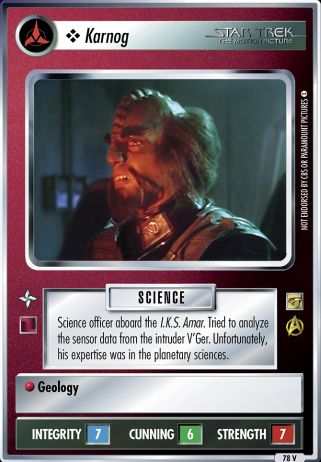 ❖ Karnog
STAR TREK
THE MOTION PICTURE
NOT ENDORSED BY CBS OR PARAMOUNT PICTURES
SCIENCE
Science officer aboard the I.K.S. Amar. Tried to analyze
the sensor data from the intruder V'Ger. Unfortunately,
his expertise was in the planetary sciences.
Geology
INTEGRITY 7 CUNNING 6 STRENGTH 7
78 V